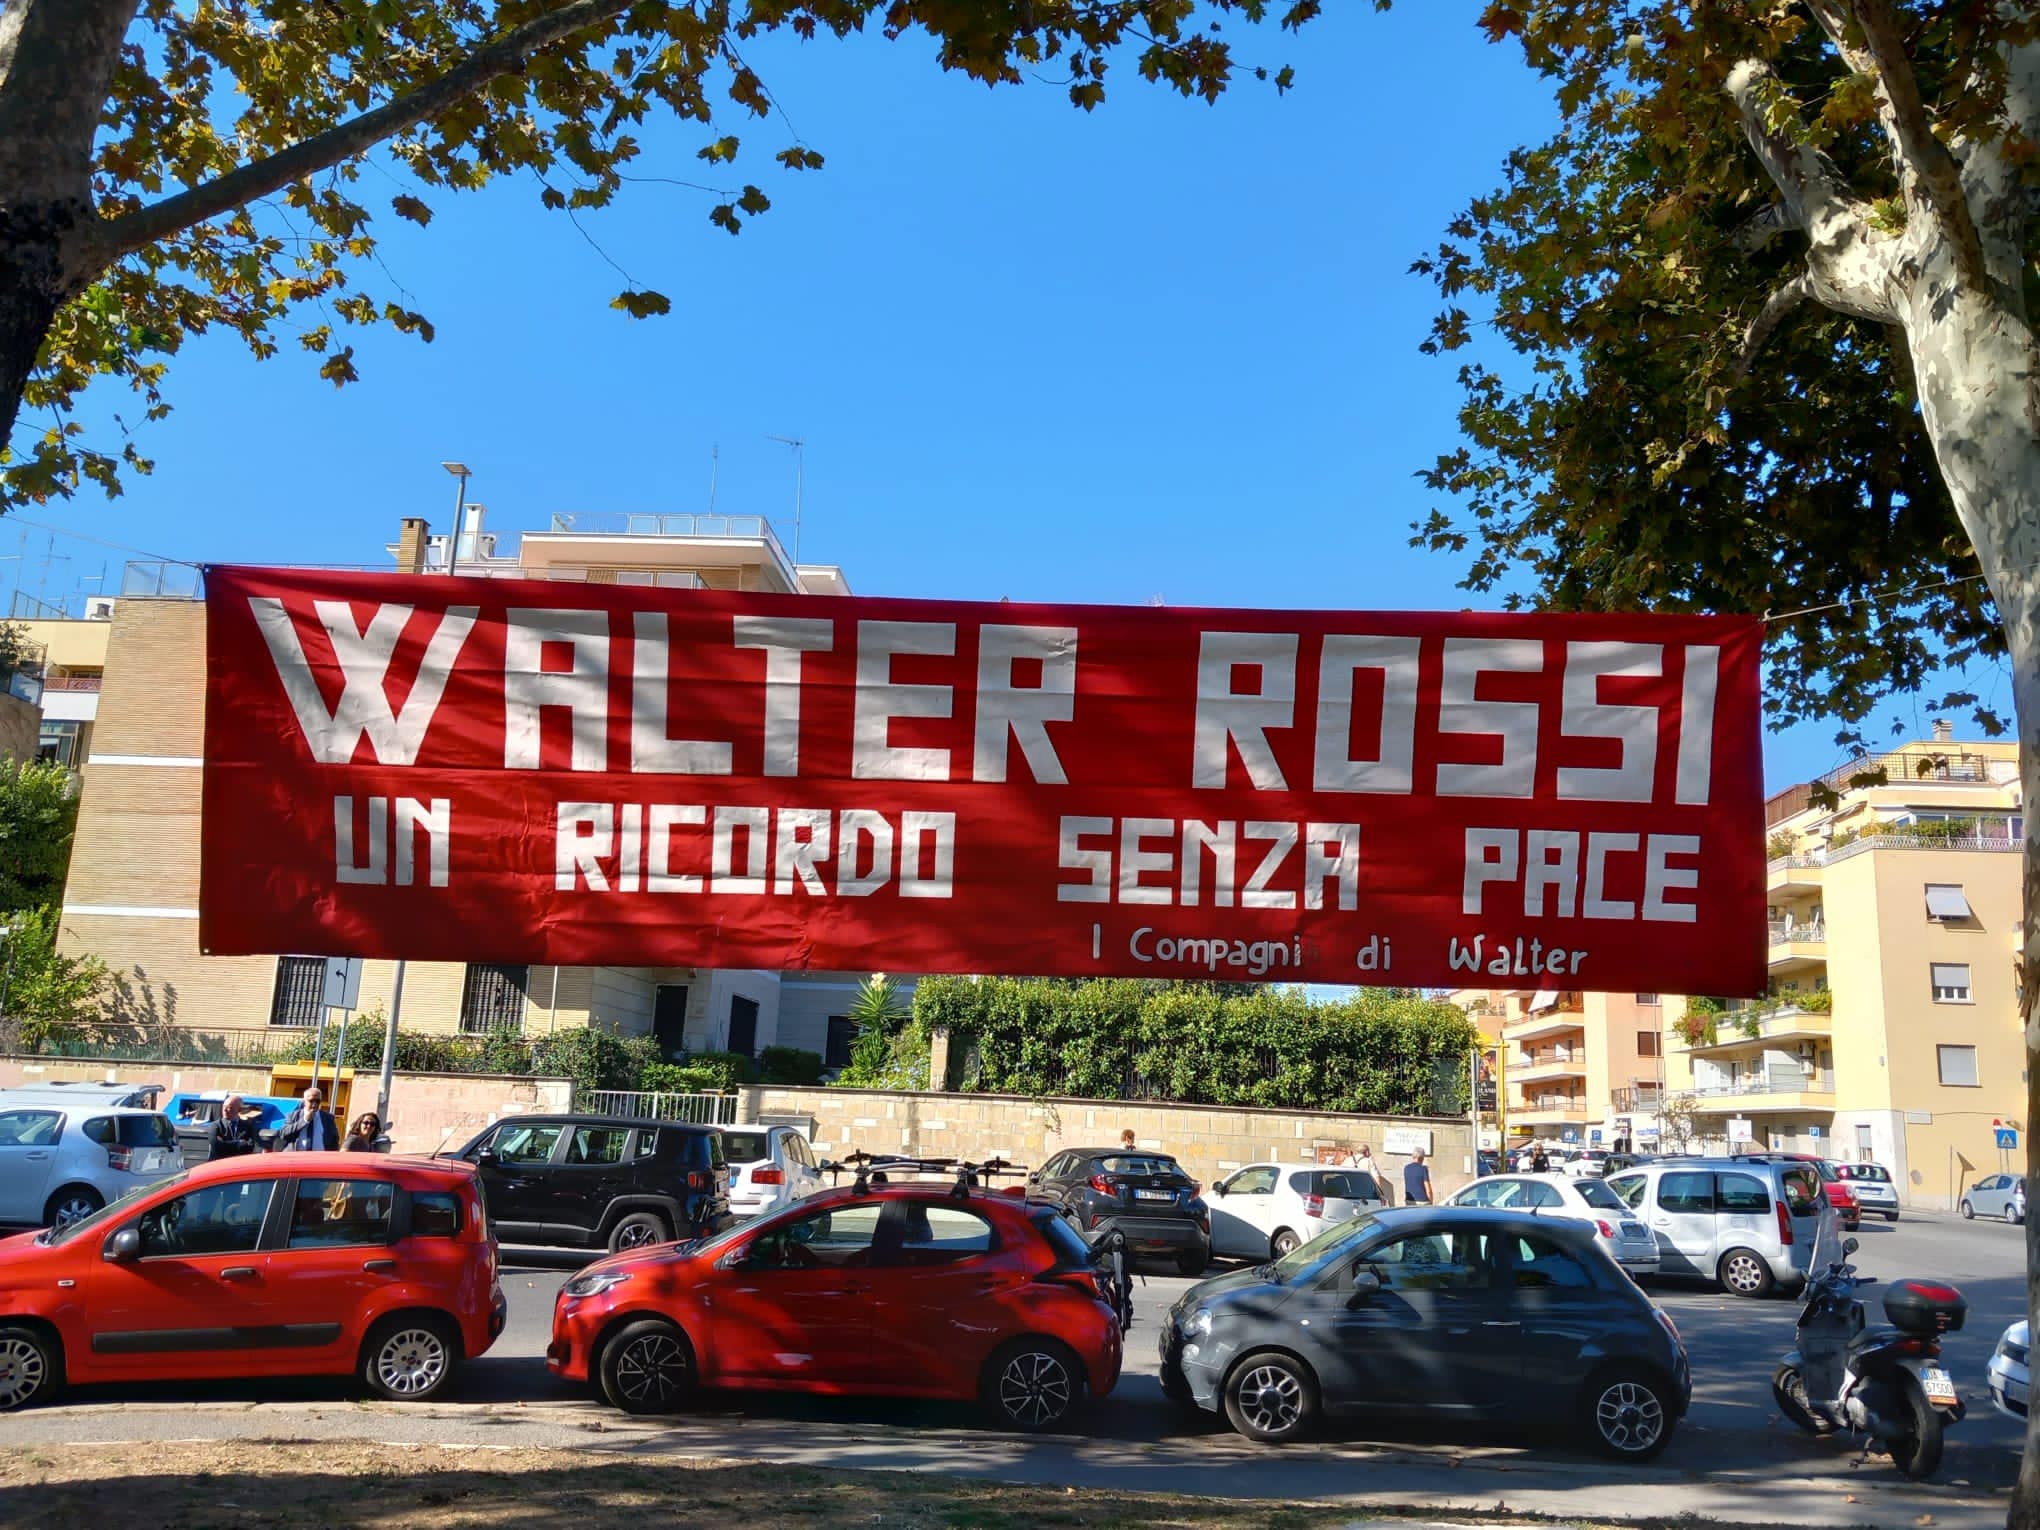 WALTER ROSSI
UN RICORDO SENZA PACE
I Compagni di Walter